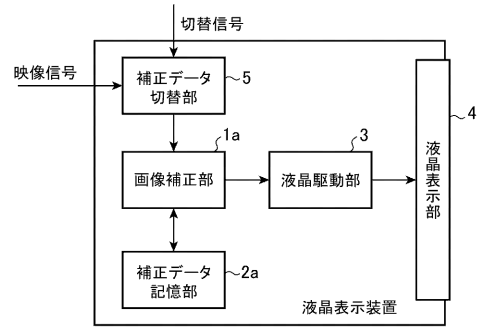 切替信号
映像信号
補正データ
切替部
5
1a
画像補正部
3
液晶駆動部
4
液晶表示部
補正データ
記憶部
2a
液晶表示装置